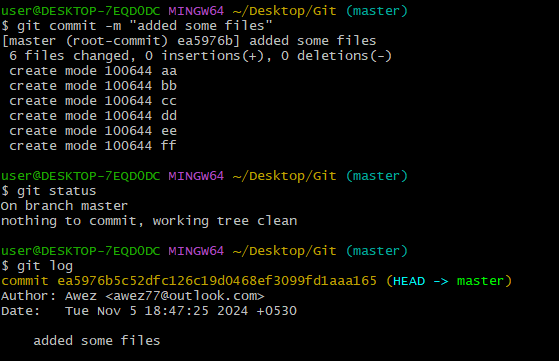 user@DESKTOP-7EQD0DC MINGW64 ~/Desktop/Git (master)
$ git commit -m "added some files"
[master (root-commit) ea5976b] added some files
 6 files changed, 0 insertions(+), 0 deletions(-)
 create mode 100644 aa
 create mode 100644 bb
 create mode 100644 cc
 create mode 100644 dd
 create mode 100644 ee
 create mode 100644 ff

user@DESKTOP-7EQD0DC MINGW64 ~/Desktop/Git (master)
$ git status
On branch master
nothing to commit, working tree clean

user@DESKTOP-7EQD0DC MINGW64 ~/Desktop/Git (master)
$ git log
commit ea5976b5c52dfc126c19d0468ef3099fd1aaa165 (HEAD -> master)
Author: Awez <awez77@outlook.com>
Date:   Tue Nov 5 18:47:25 2024 +0530

    added some files